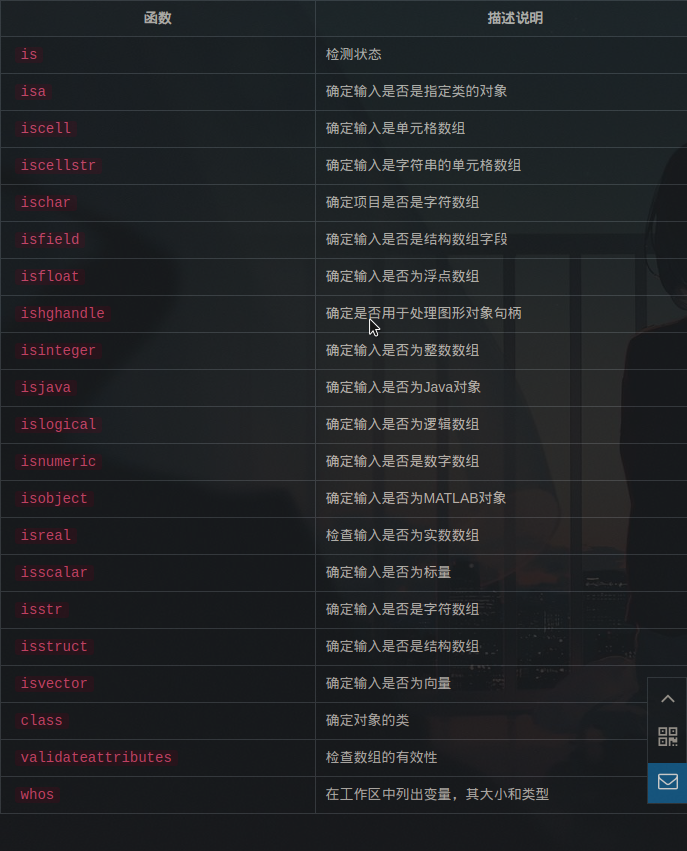 函数 描述说明
is 检测状态
isa 确定输入是否是指定类的对象
iscell 确定输入是单元格数组
iscellstr 确定输入是字符串的单元格数组
ischar 确定项目是否是字符数组
isfield 确定输入是否是结构数组字段
isfloat 确定输入是否为浮点数组
ishghandle 确定是否用于处理图形对象句柄
isinteger 确定输入是否为整数数组
isjava 确定输入是否为Java对象
islogical 确定输入是否为逻辑数组
isnumeric 确定输入是否是数字数组
isobject 确定输入是否为MATLAB对象
isreal 检查输入是否为实数数组
isscalar 确定输入是否为标量
isstr 确定输入是否是字符数组
isstruct 确定输入是否是结构数组
isvector 确定输入是否为向量
class 确定对象的类
validateattributes 检查数组的有效性
whos 在工作区中列出变量，其大小和类型